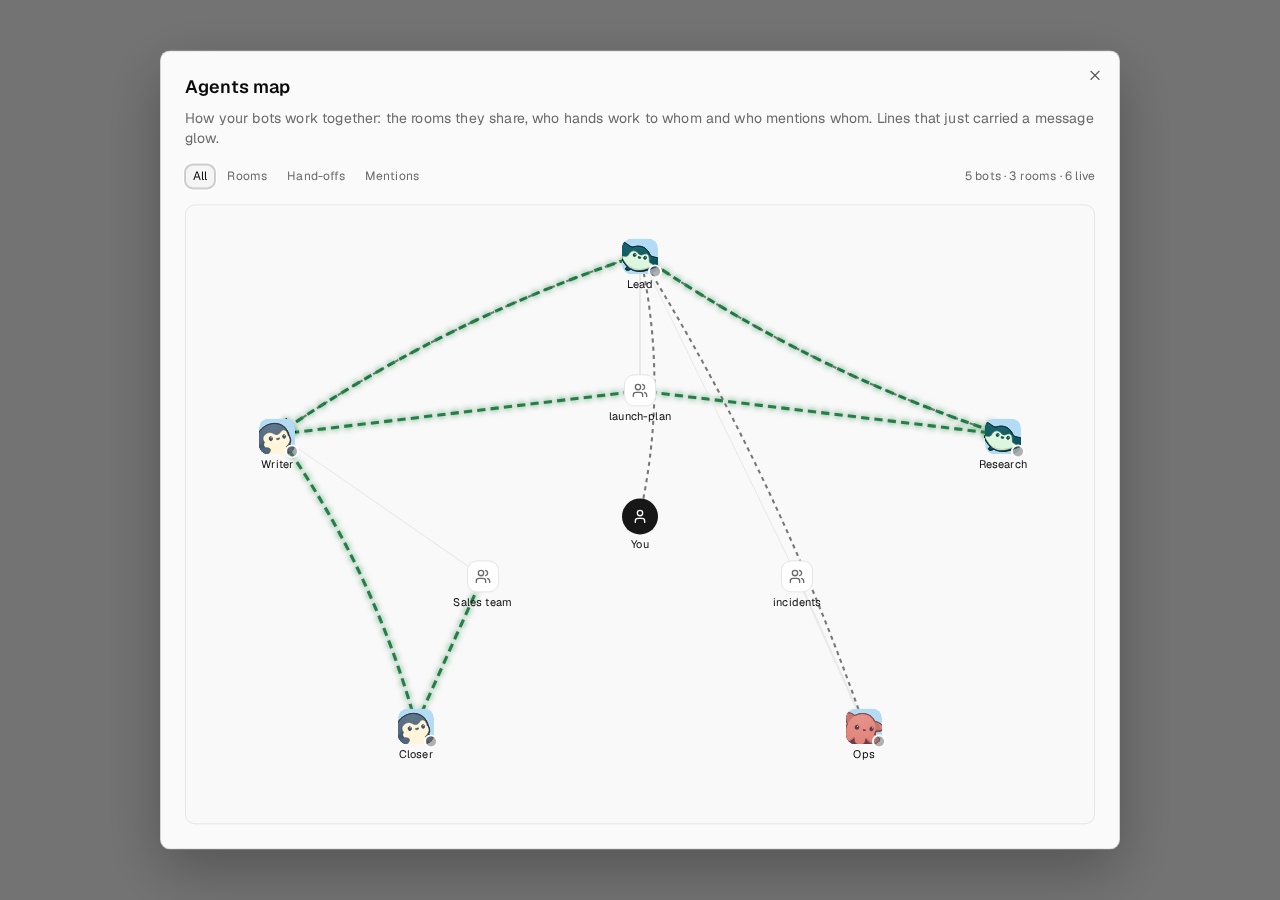 Agents map
How your bots work together: the rooms they share, who hands work to whom and who mentions whom. Lines that just carried a message
glow.
All Rooms Hand-offs Mentions 5 bots · 3 rooms · 6 live
Lead
launch-plan
Writer
Research
You
Sales team
incidents
Closer
Ops